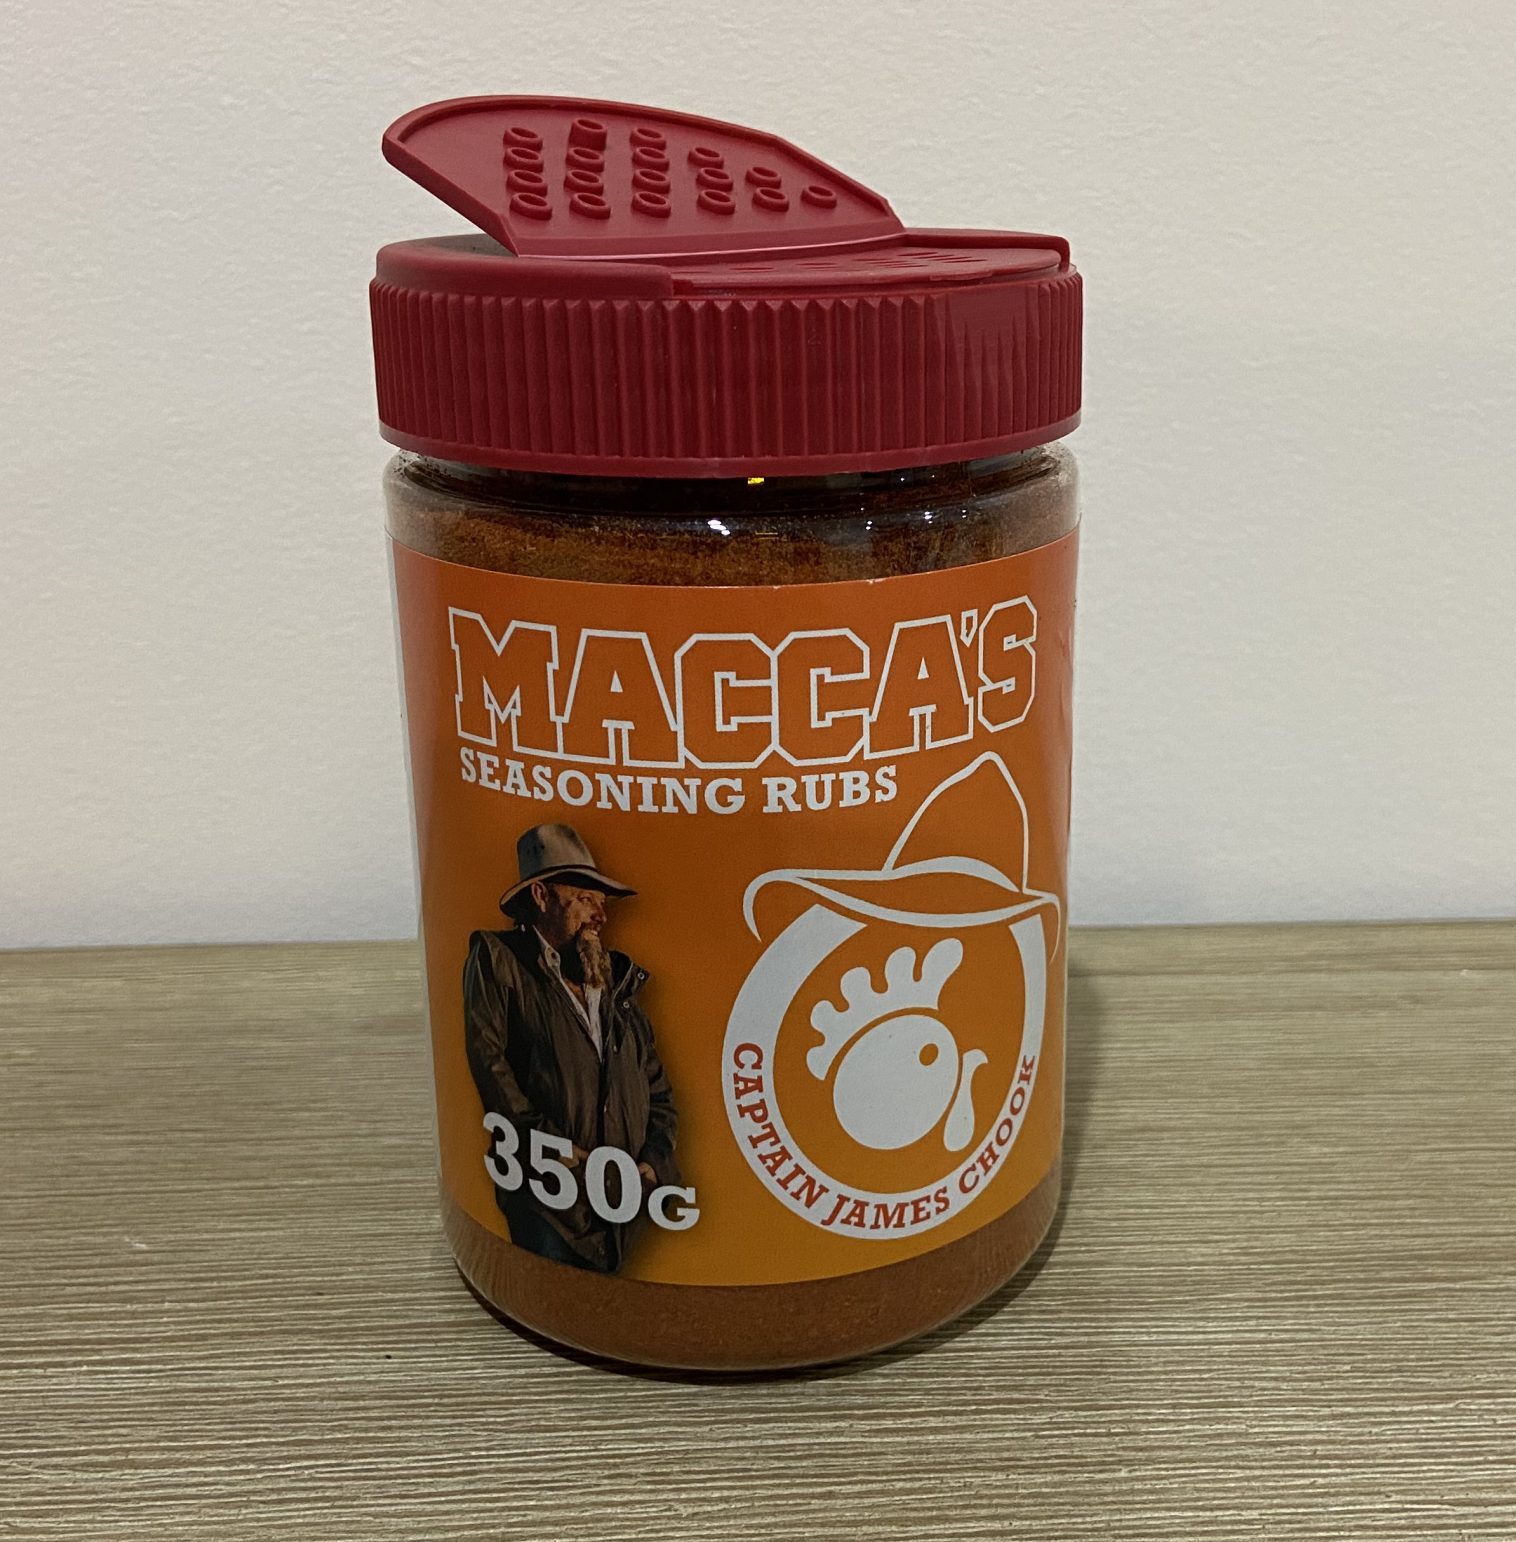 MACCA'S
SEASONING RUBS
350G
CAPTAIN JAMES CHOOK